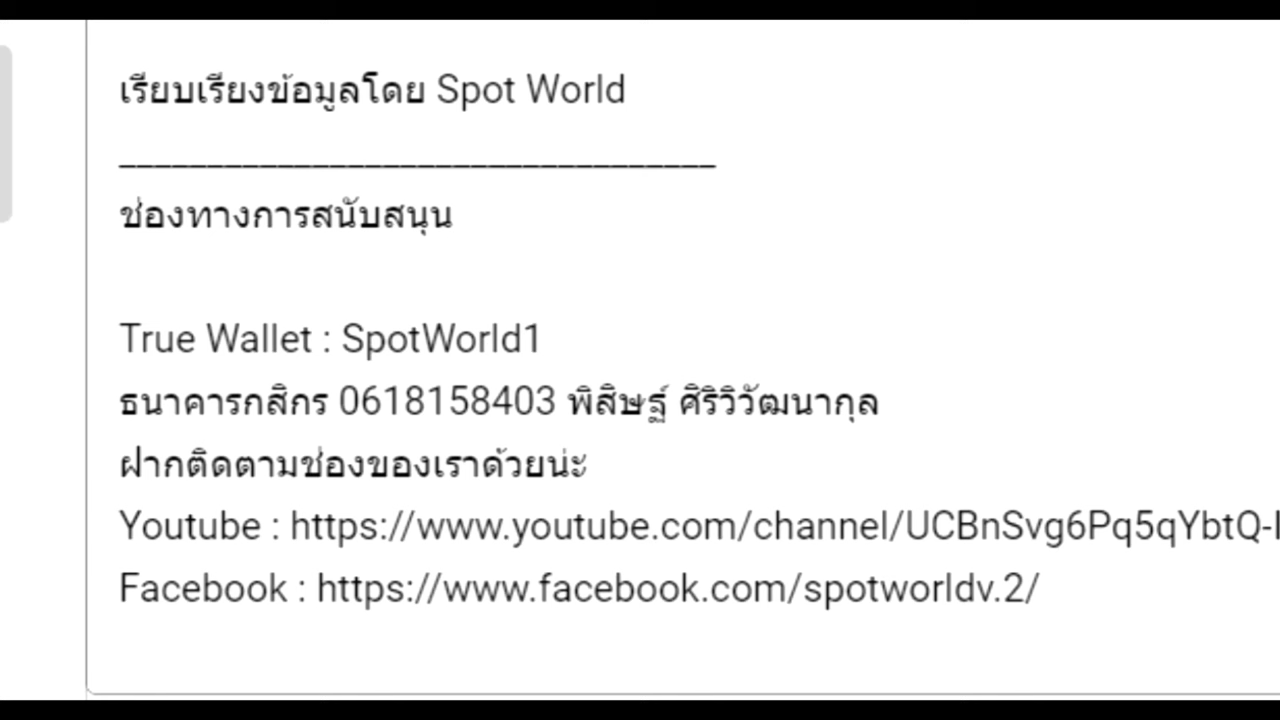 เรียบเรียงข้อมูลโดย Spot World
__________________________________
ช่องทางการสนับสนุน
True Wallet : SpotWorld1
ธนาคารกสิกร 0618158403 พิสิษฐ์ ศิริวิวัฒนากุล
ฝากติดตามช่องของเราด้วยน่ะ
Youtube : https://www.youtube.com/channel/UCBnSvg6Pq5qYbtQ-
Facebook : https://www.facebook.com/spotworldv.2/